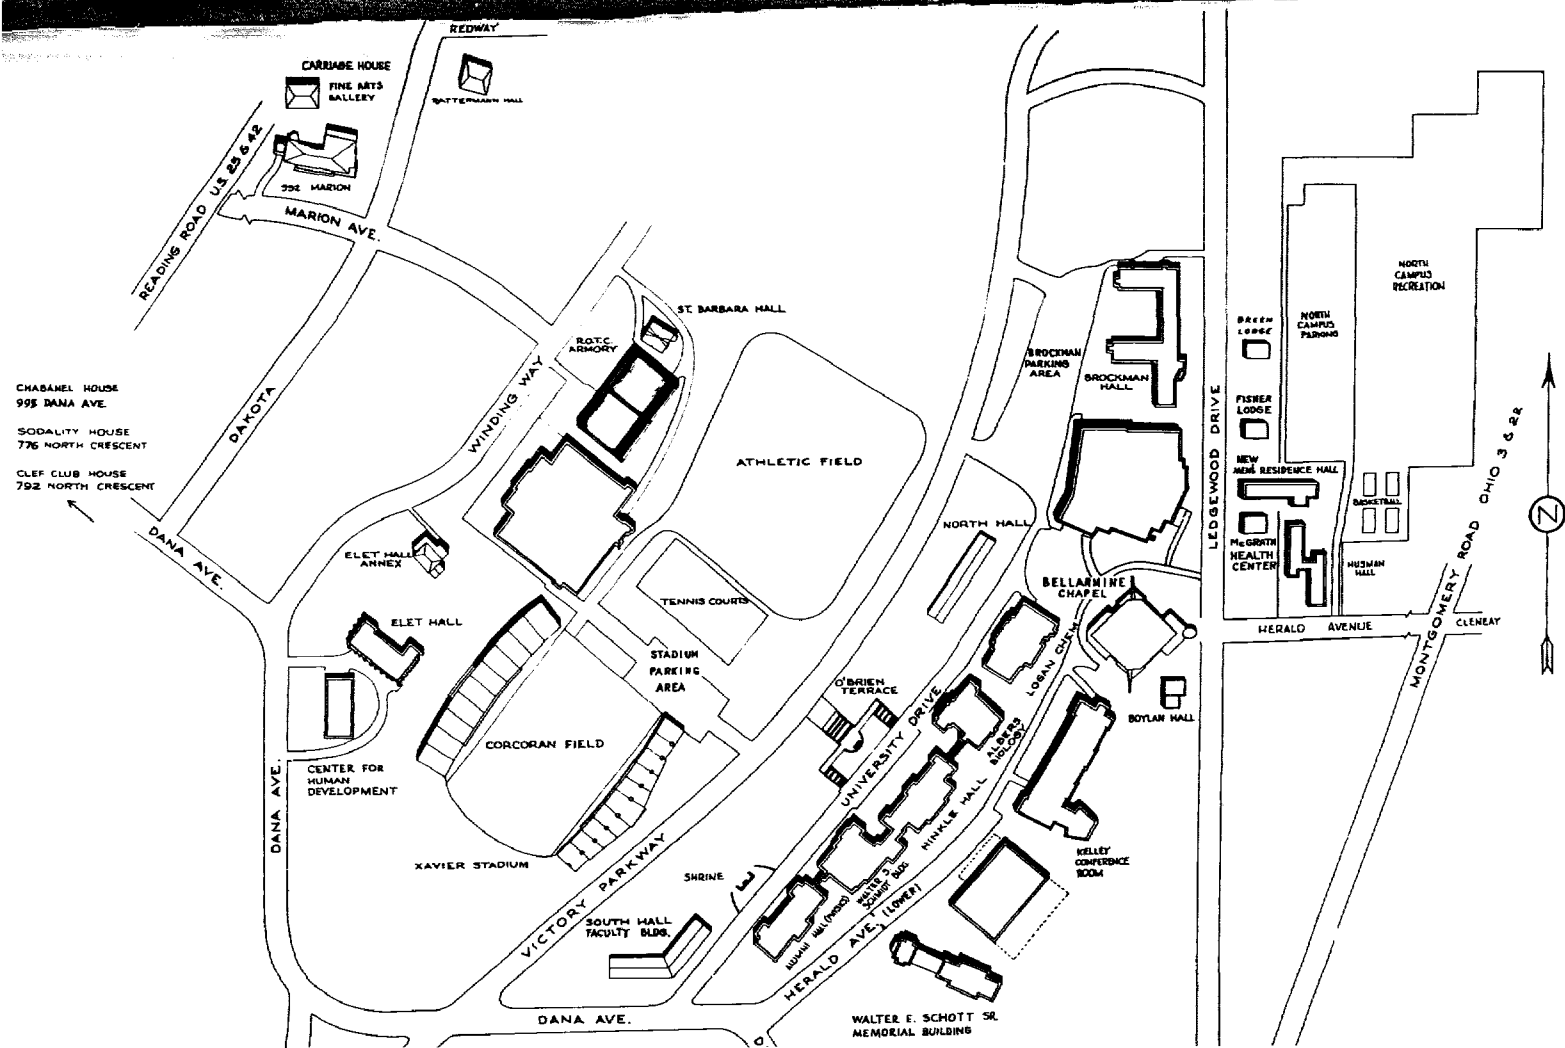 REDWAY
CARRIAGE HOUSE
FINE ARTS
GALLERY
RATTERMANN HALL
READING ROAD U.S. 25 & 42
992 MARION
MARION AVE.
ST. BARBARA HALL
R.O.T.C.
ARMORY
WINDING WAY
DAKOTA
CHABANEL HOUSE
993 DANA AVE.
SODALITY HOUSE
776 NORTH CRESCENT
CLEF CLUB HOUSE
792 NORTH CRESCENT
DANA AVE.
ATHLETIC FIELD
BROCKMAN
PARKING
AREA
BROCKMAN
HALL
LEDGEWOOD DRIVE
BREEN
LODGE
FISHER
LODGE
NORTH
CAMPUS
PARKING
NORTH
CAMPUS
RECREATION
NEW
MEN'S RESIDENCE HALL
BASKETBALL
McGRATH
HEALTH
CENTER
HUSMAN
HALL
MONTGOMERY ROAD OHIO 3 & 22
N
HERALD AVENUE
CLENEAY
NORTH HALL
BELLARMINE
CHAPEL
ELET HALL
ANNEX
ELET HALL
TENNIS COURTS
STADIUM
PARKING
AREA
O'BRIEN
TERRACE
UNIVERSITY DRIVE
LOGAN CHEM.
ALBERS
BIOLOGY
BOYLAN HALL
CORCORAN FIELD
CENTER FOR
HUMAN
DEVELOPMENT
DANA AVE.
XAVIER STADIUM
VICTORY PARKWAY
SHRINE
HINKLE HALL
WALTER S.
SCHMIDT BLDG
ALUMNI HALL (PHYSICS)
KELLEY
CONFERENCE
ROOM
SOUTH HALL
FACULTY BLDG.
HERALD AVE. (LOWER)
DANA AVE.
WALTER E. SCHOTT SR.
MEMORIAL BUILDING